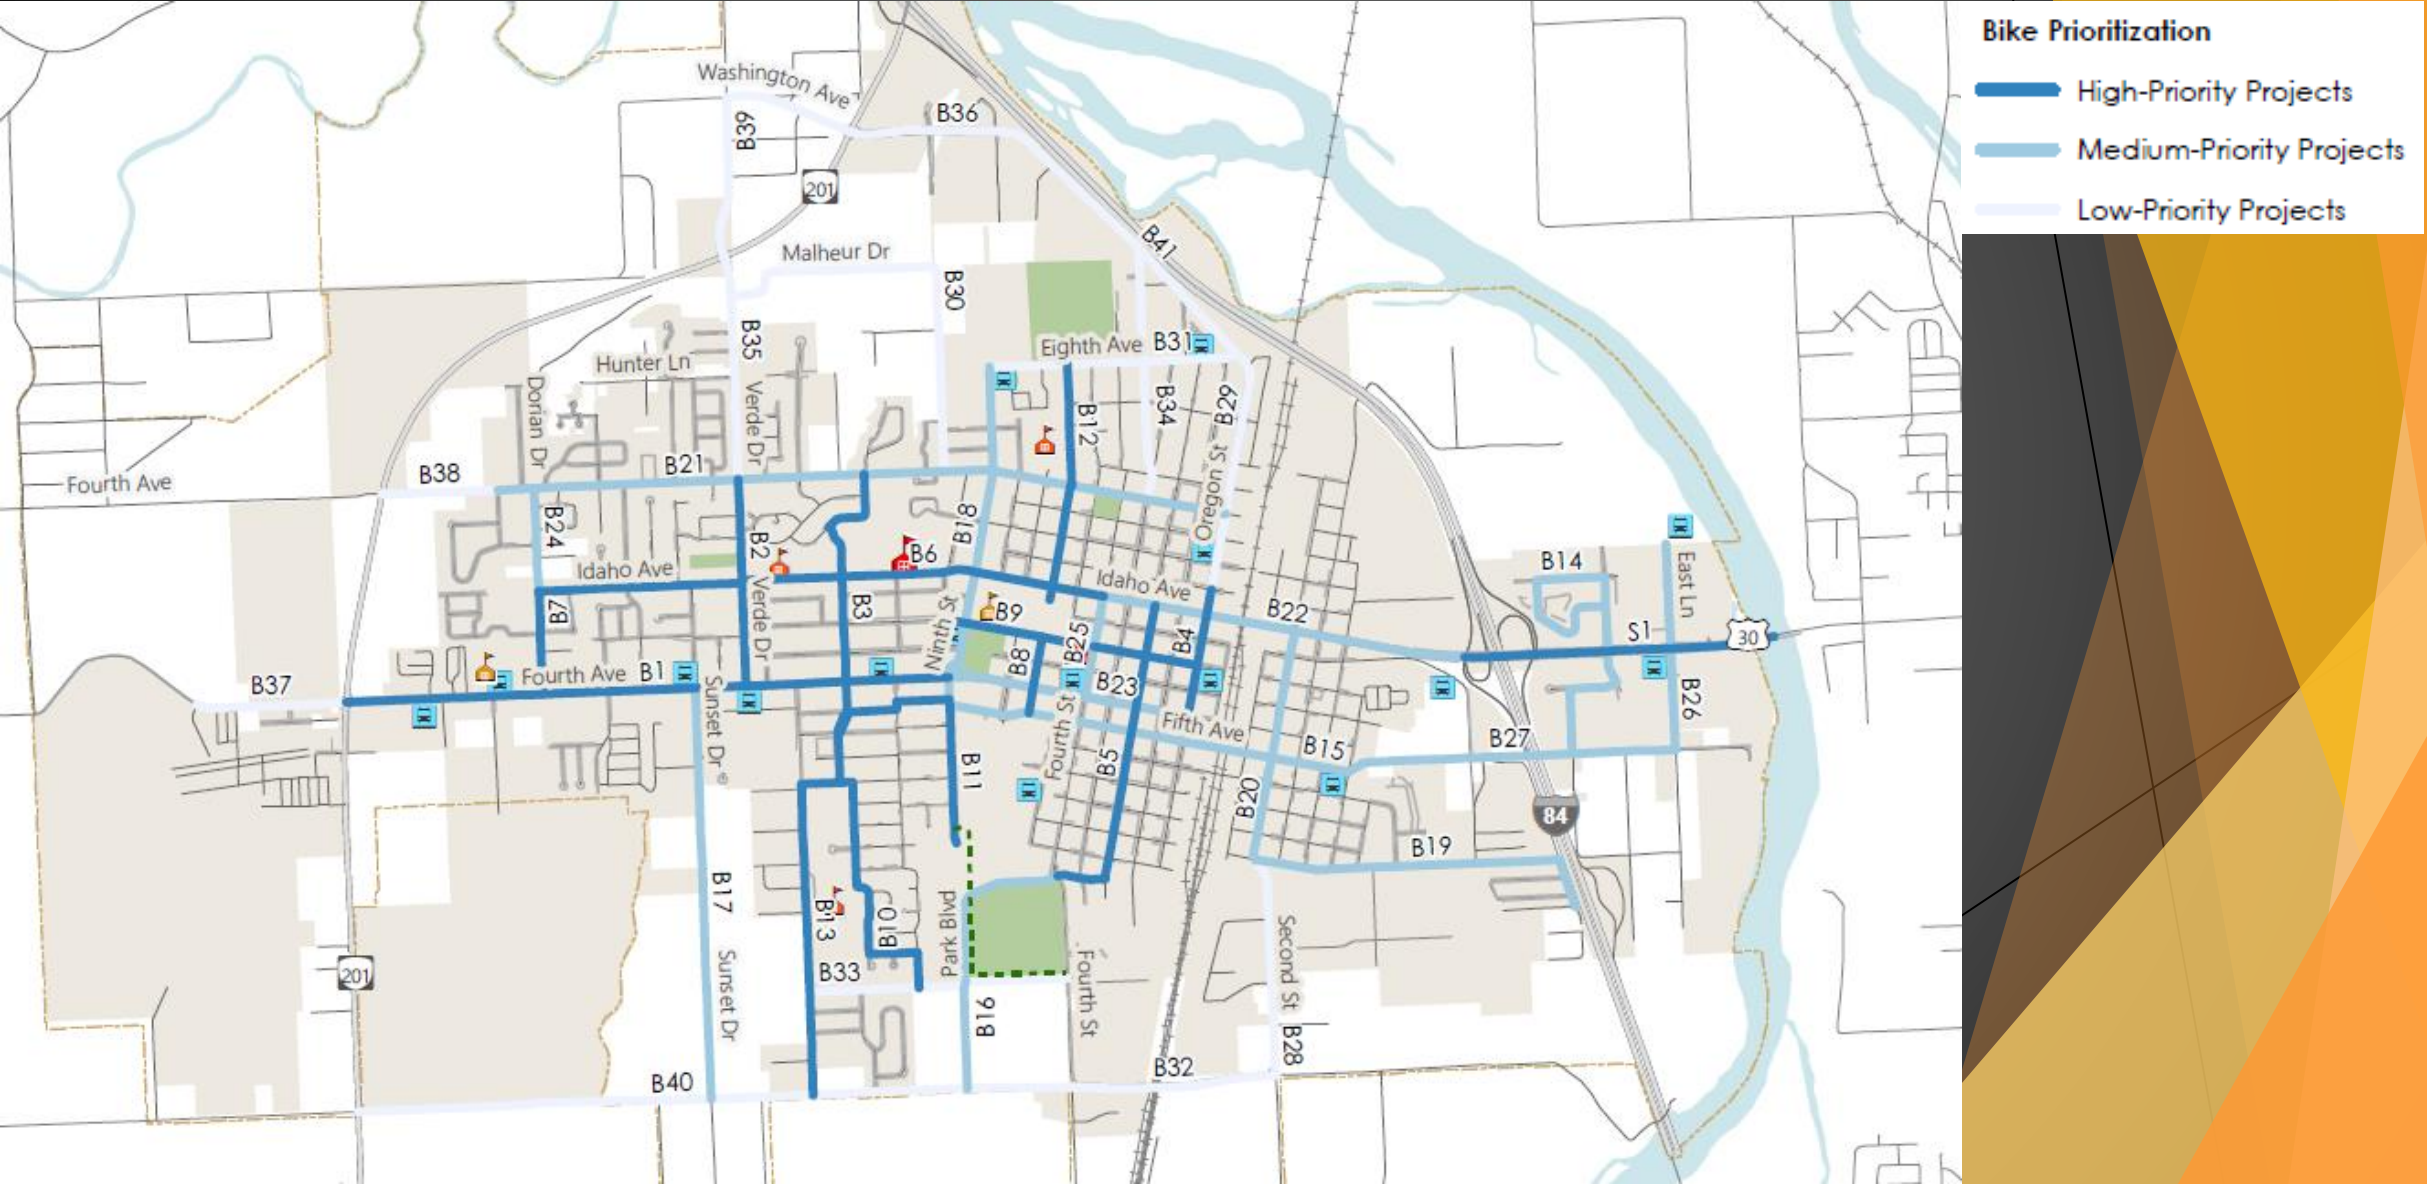 Bike Prioritization
High-Priority Projects
Medium-Priority Projects
Low-Priority Projects
Washington Ave
B39
B36
201
Malheur Dr
B41
B30
B35
Eighth Ave
B31
Hunter Ln
Dorian Dr
Verde Dr
B12
B34
B29
Fourth Ave
B38
B21
Oregon St
B24
B2
B18
B6
Idaho Ave
Idaho Ave
B14
East Ln
B7
Verde Dr
B3
Ninth St
B9
B22
S1
30
B8
B25
B4
Fourth Ave
B1
B37
Sunset Dr
B23
B26
Fifth Ave
Fourth St
B5
B15
B27
B11
B20
84
B19
B17
B13
B10
Park Blvd
B33
201
Sunset Dr
Fourth St
Second St
B16
B28
B32
B40